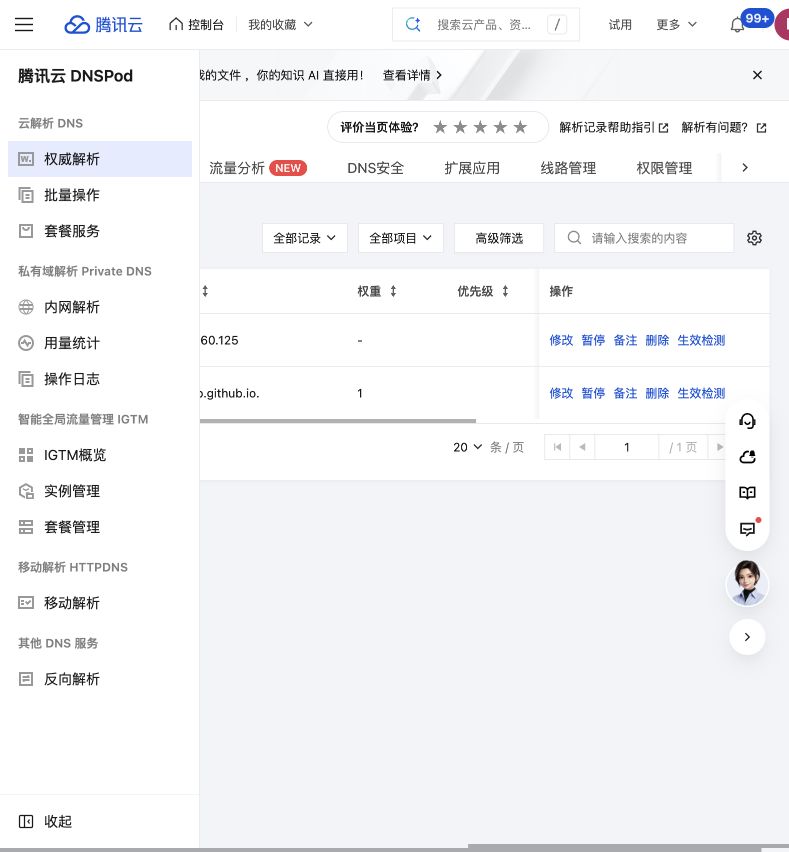 腾讯云 控制台 我的收藏 搜索云产品、资... / 试用 更多 99+
腾讯云 DNSPod
的文件 ，你的知识 AI 直接用！ 查看详情
云解析 DNS
评价当页体验? 解析记录帮助指引 解析有问题?
权威解析
流量分析 NEW DNS安全 扩展应用 线路管理 权限管理
批量操作
套餐服务
全部记录 全部项目 高级筛选 请输入搜索的内容
私有域解析 Private DNS
权重 优先级 操作
内网解析
用量统计
60.125 - 修改 暂停 备注 删除 生效检测
操作日志
.github.io. 1 修改 暂停 备注 删除 生效检测
智能全局流量管理 IGTM
20 条 / 页 1 / 1 页
IGTM概览
实例管理
套餐管理
移动解析 HTTPDNS
移动解析
其他 DNS 服务
反向解析
收起